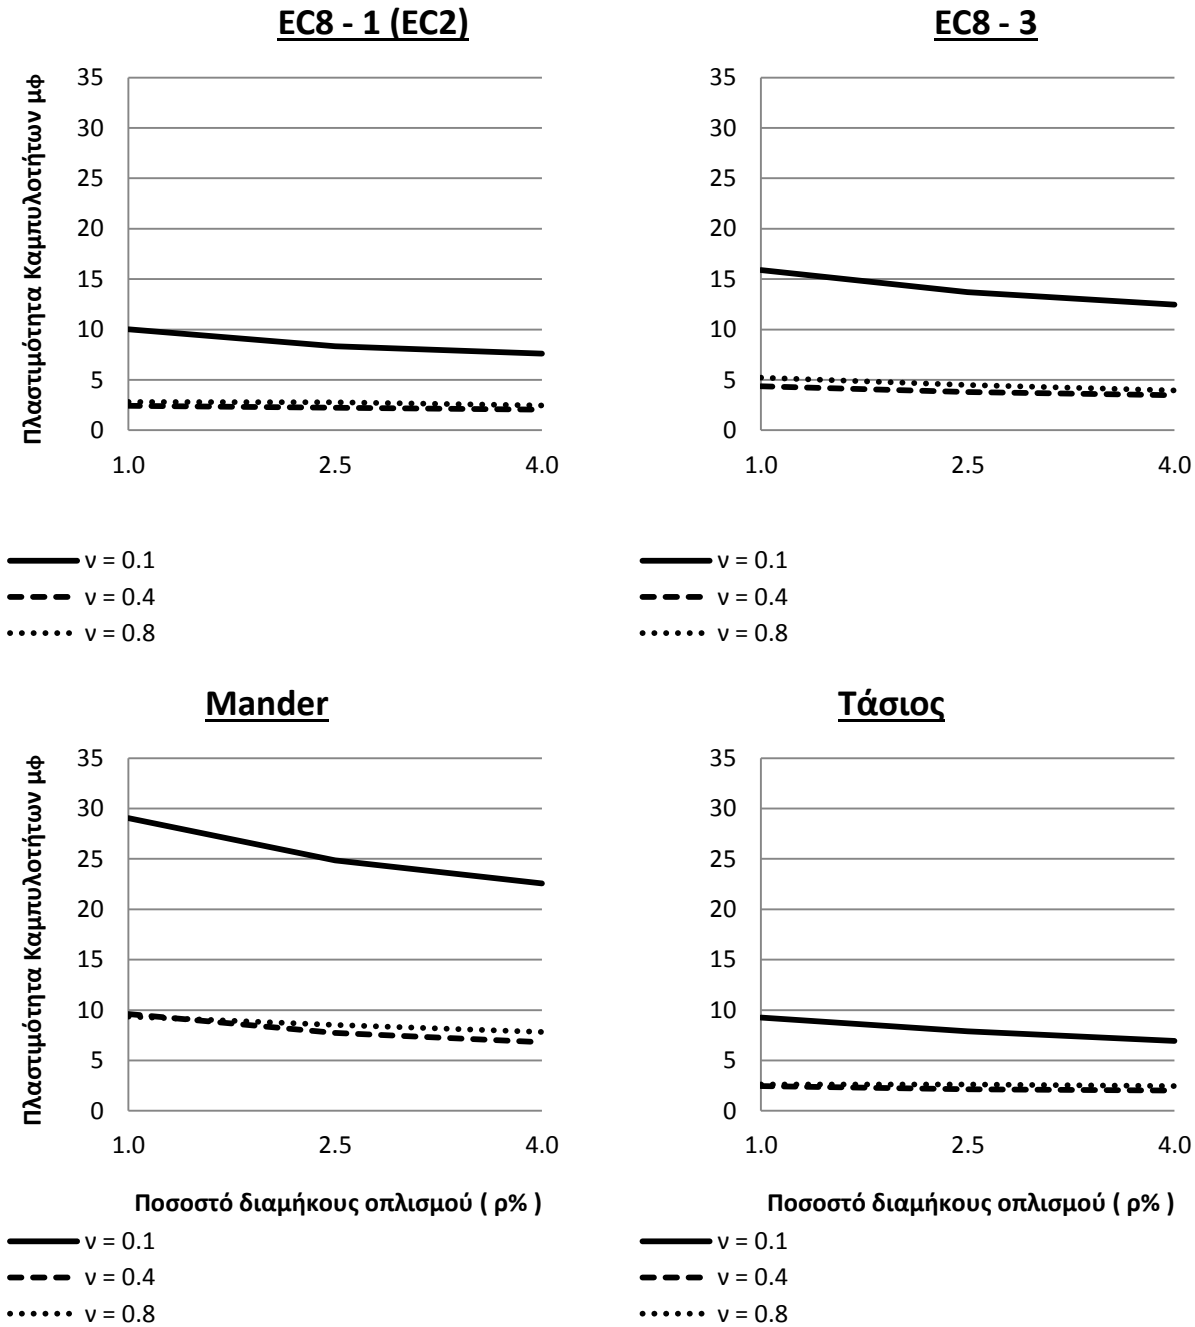 EC8 - 1 (EC2)
Πλαστιμότητα Καμπυλοτήτων μφ
35
30
25
20
15
10
5
0
1.0 2.5 4.0
ν = 0.1
ν = 0.4
ν = 0.8
EC8 - 3
35
30
25
20
15
10
5
0
1.0 2.5 4.0
ν = 0.1
ν = 0.4
ν = 0.8
Mander
Πλαστιμότητα Καμπυλοτήτων μφ
35
30
25
20
15
10
5
0
1.0 2.5 4.0
Ποσοστό διαμήκους οπλισμού ( ρ% )
ν = 0.1
ν = 0.4
ν = 0.8
Τάσιος
35
30
25
20
15
10
5
0
1.0 2.5 4.0
Ποσοστό διαμήκους οπλισμού ( ρ% )
ν = 0.1
ν = 0.4
ν = 0.8